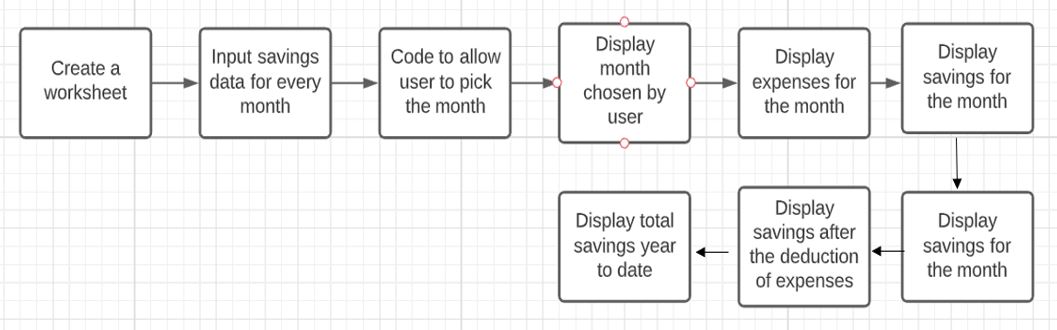 Create a
worksheet
Input savings
data for every
month
Code to allow
user to pick
the month
Display
month
chosen by
user
Display
expenses for
the month
Display
savings for
the month
Display
savings for
the month
Display
savings after
the deduction
of expenses
Display total
savings year
to date